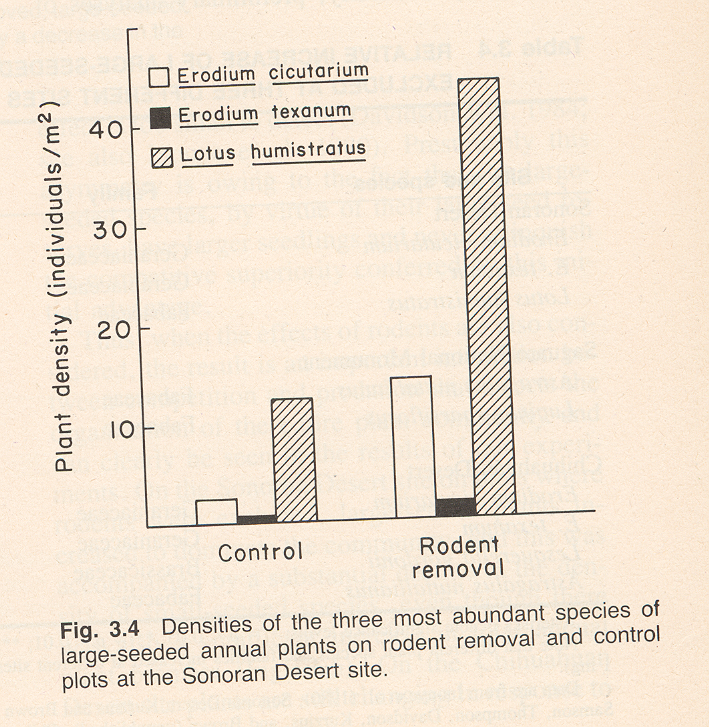 Erodium cicutarium
Erodium texanum
Lotus humistratus
Plant density (individuals/m²)
40
30
20
10
Control
Rodent
removal
Fig. 3.4 Densities of the three most abundant species of
large-seeded annual plants on rodent removal and control
plots at the Sonoran Desert site.